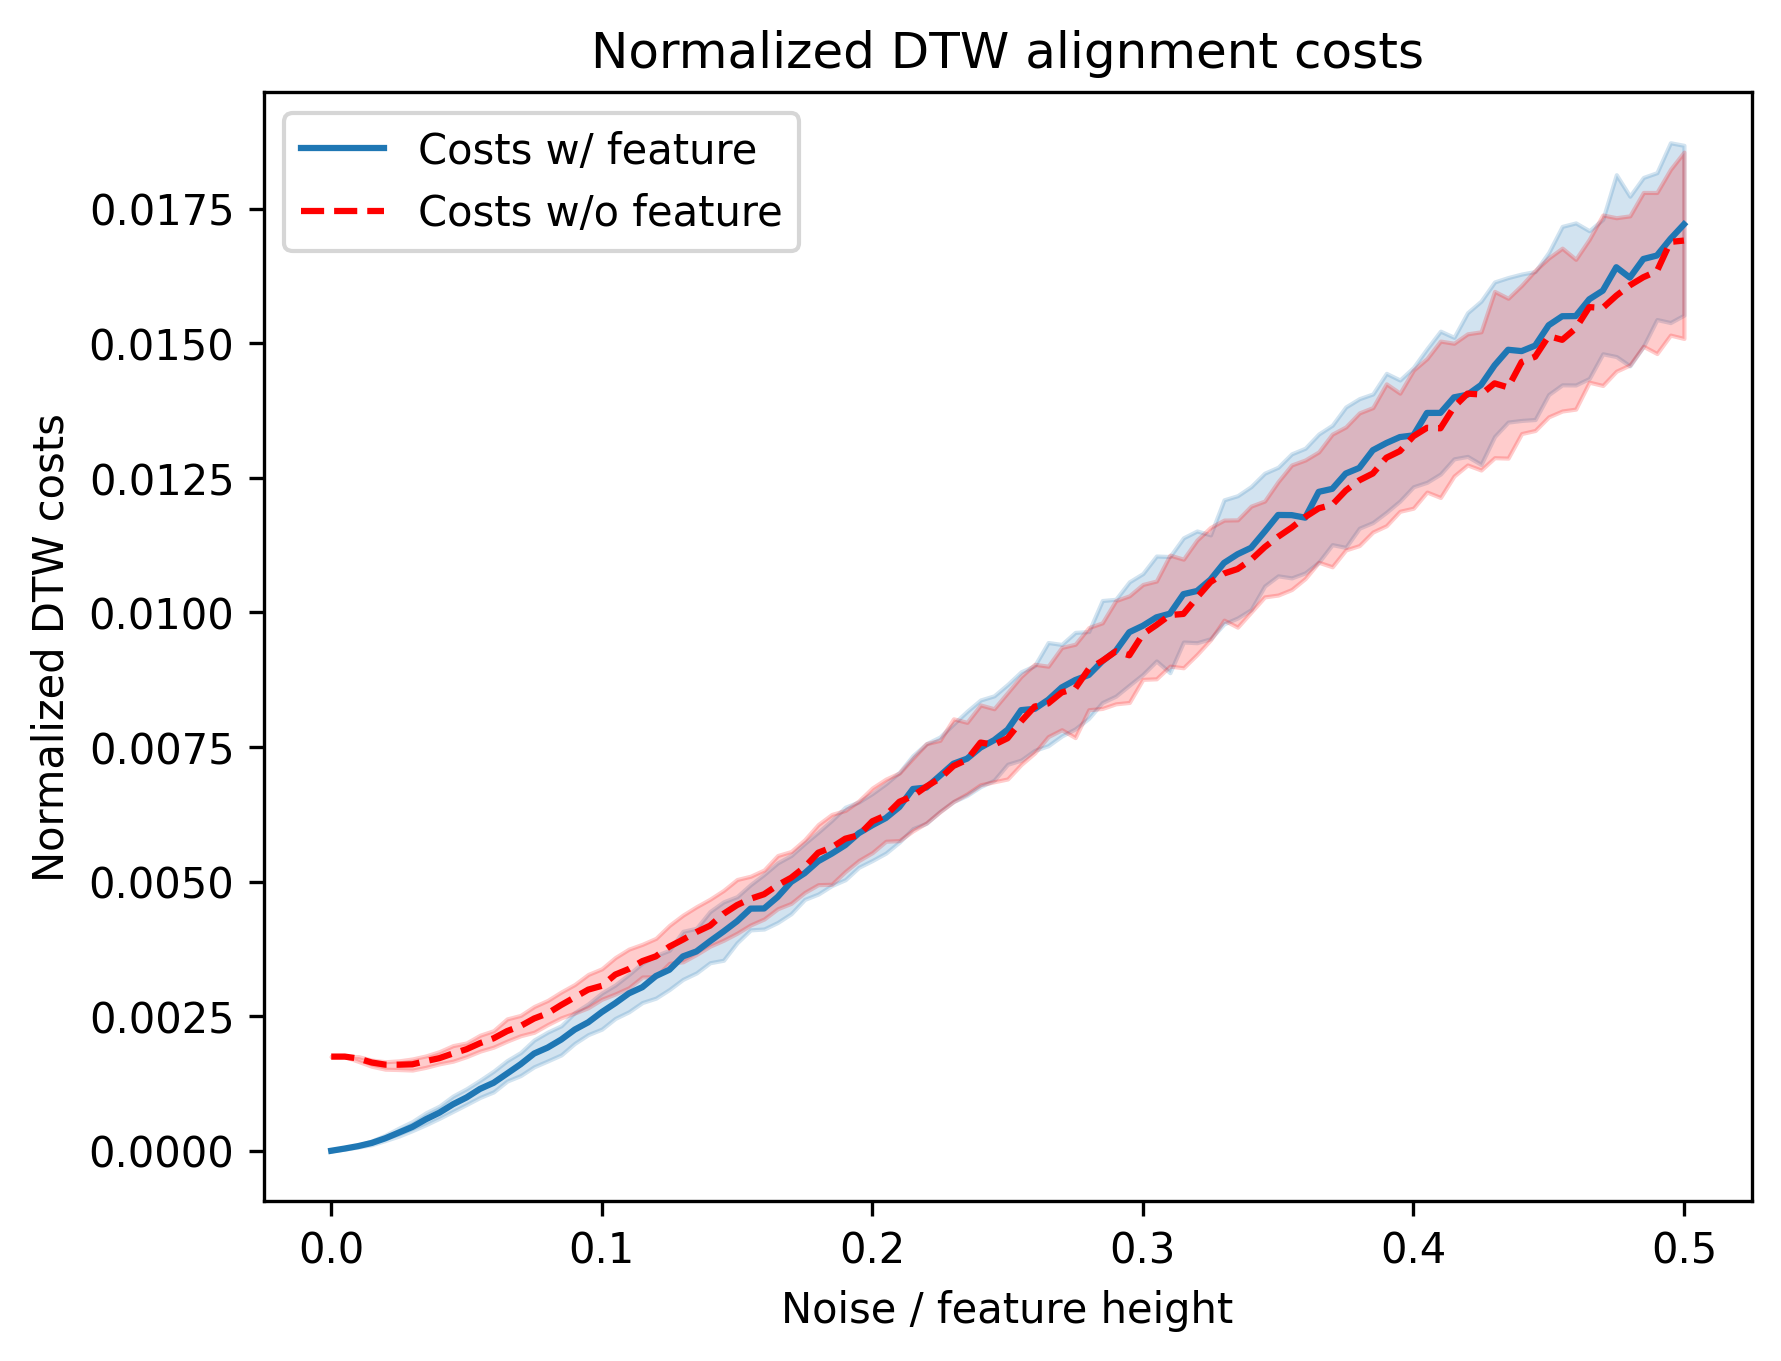 Normalized DTW alignment costs
Costs w/ feature
Costs w/o feature
Normalized DTW costs
0.0175
0.0150
0.0125
0.0100
0.0075
0.0050
0.0025
0.0000
0.0 0.1 0.2 0.3 0.4 0.5
Noise / feature height